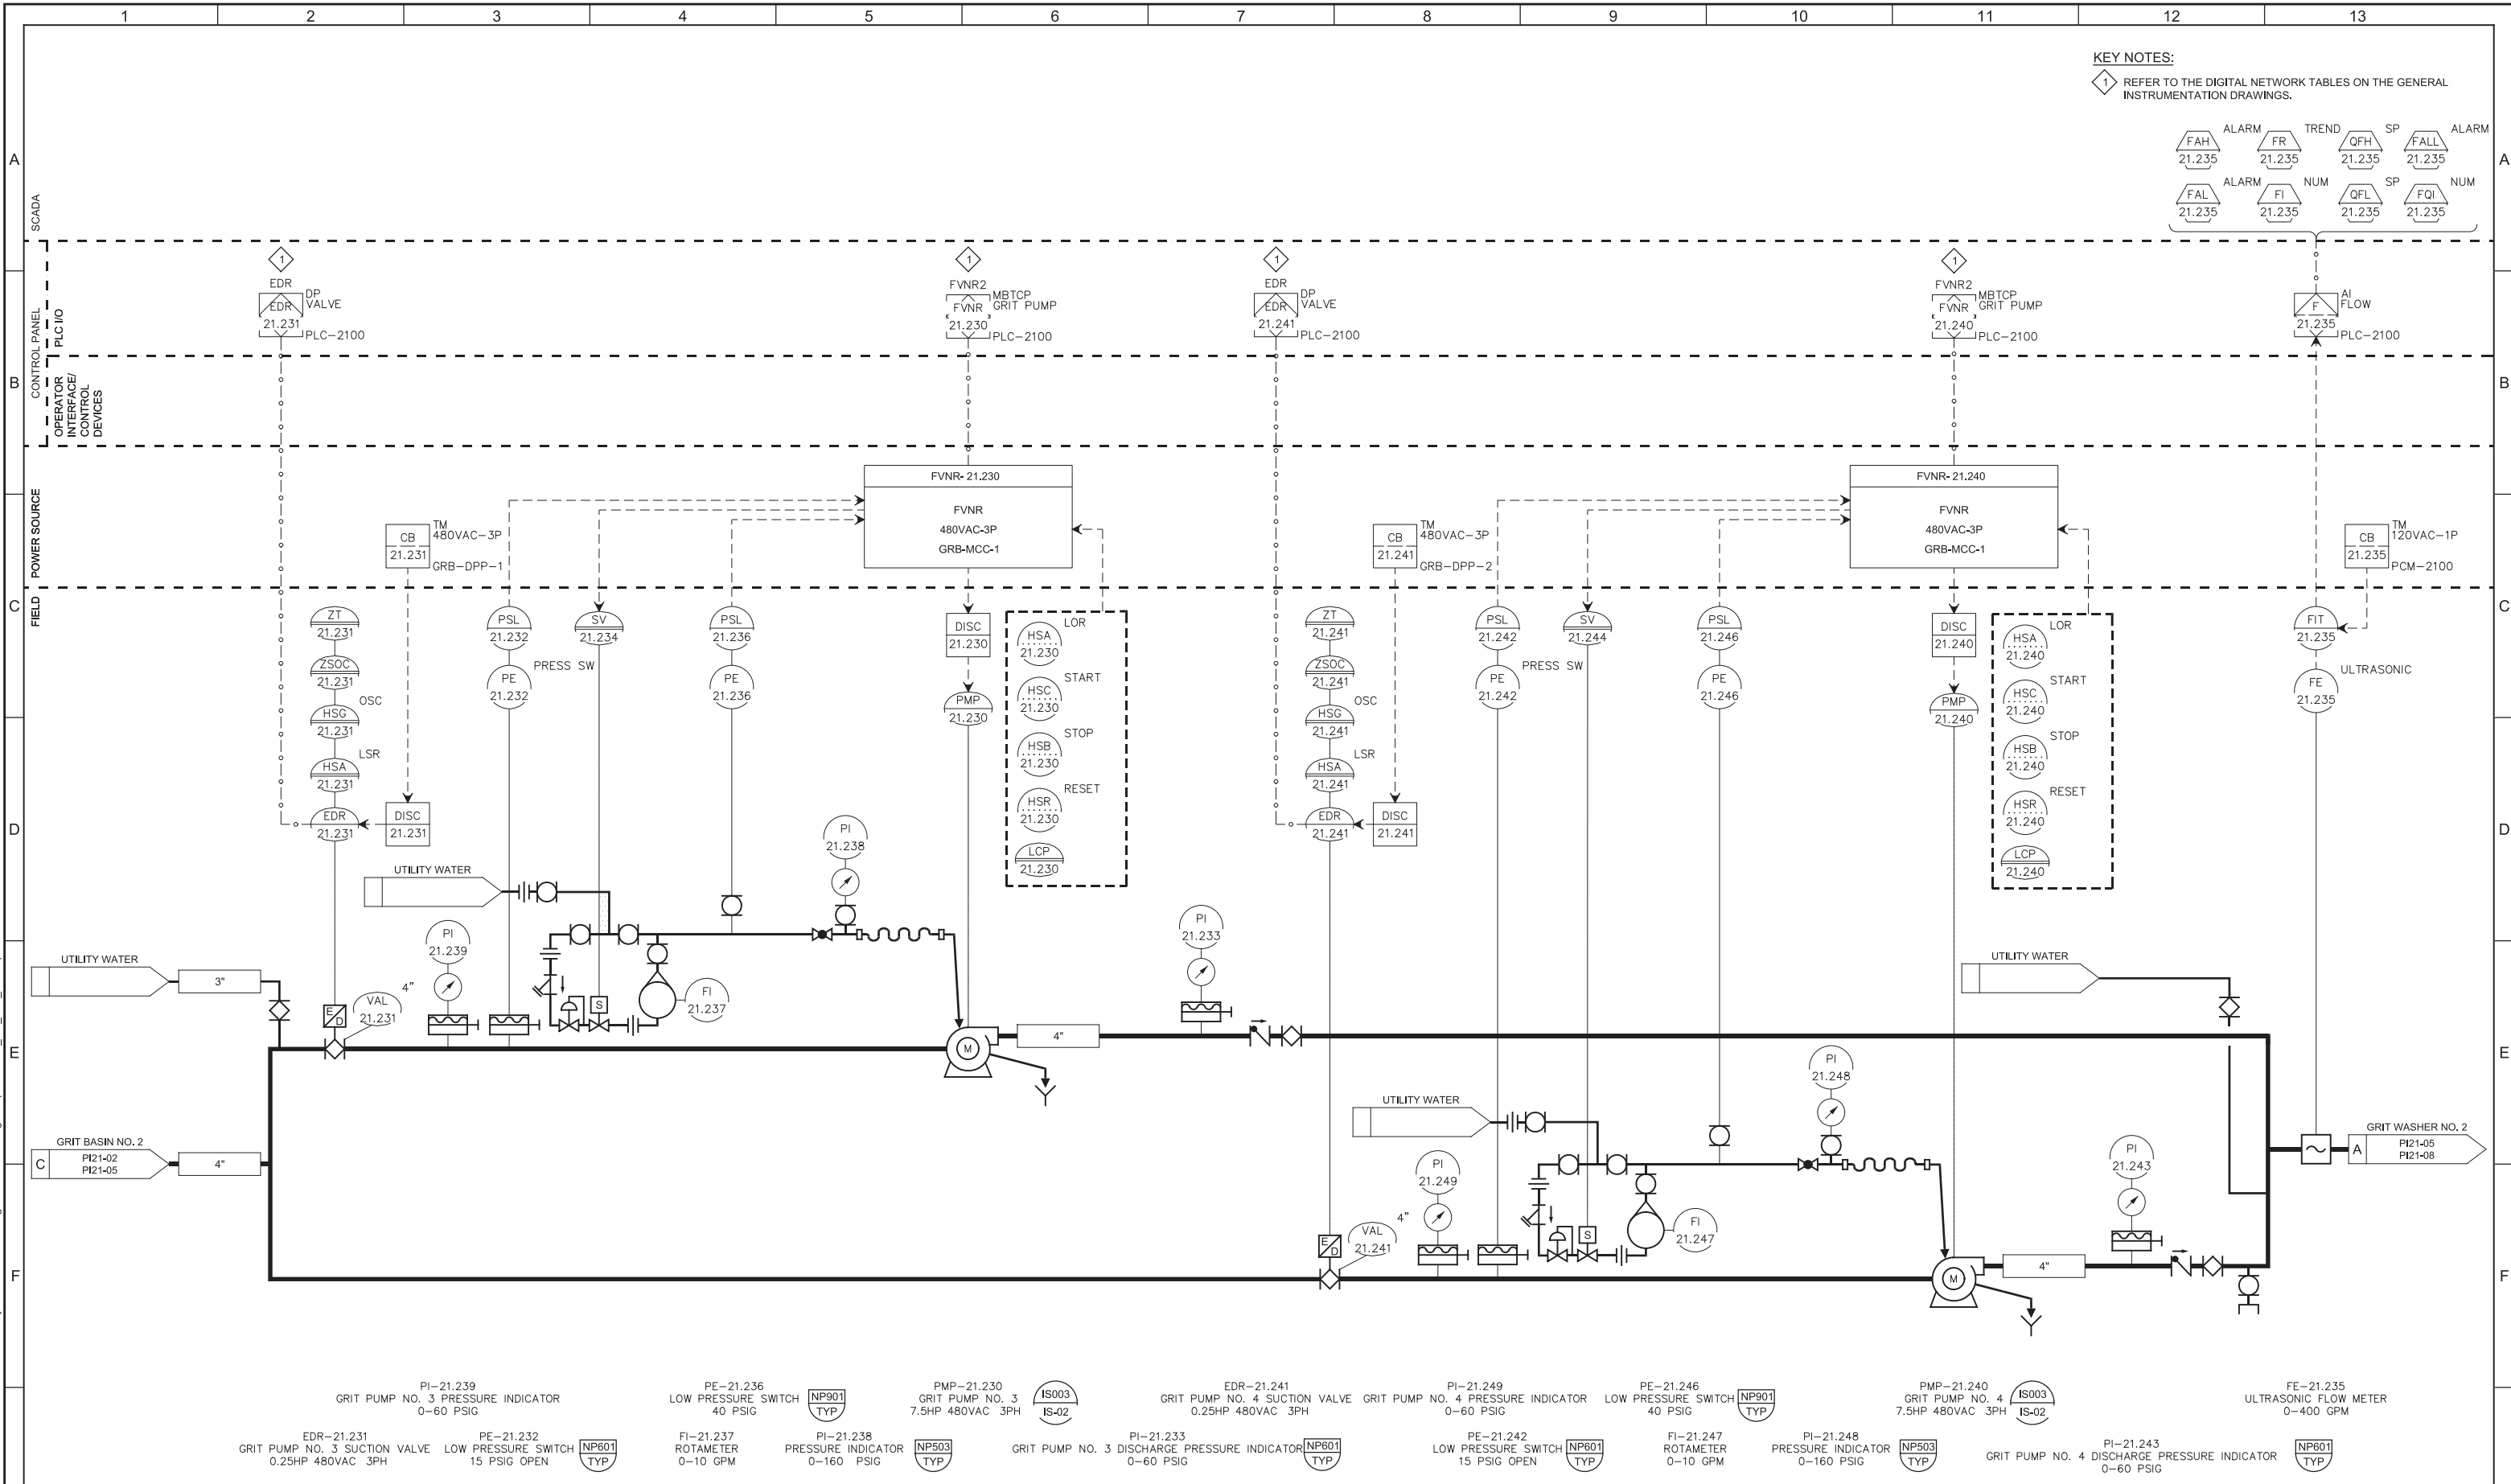 1 2 3 4 5 6 7 8 9 10 11 12 13
KEY NOTES:
1 REFER TO THE DIGITAL NETWORK TABLES ON THE GENERAL
INSTRUMENTATION DRAWINGS.
A
A
FAH 21.235 ALARM
FR 21.235 TREND
QFH 21.235 SP
FALL 21.235 ALARM
FAL 21.235 ALARM
FI 21.235 NUM
QFL 21.235 SP
FQI 21.235 NUM
SCADA
CONTROL PANEL
PLC I/O
OPERATOR
INTERFACE/
CONTROL
DEVICES
POWER SOURCE
FIELD
1
EDR
EDR
21.231
DP
VALVE
PLC-2100
1
FVNR2
FVNR
21.230
MBTCP
GRIT PUMP
PLC-2100
1
EDR
EDR
21.241
DP
VALVE
PLC-2100
1
FVNR2
FVNR
21.240
MBTCP
GRIT PUMP
PLC-2100
F
21.235
AI
FLOW
PLC-2100
B
B
FVNR-21.230
FVNR
480VAC-3P
GRB-MCC-1
FVNR-21.240
FVNR
480VAC-3P
GRB-MCC-1
CB
21.231
TM
480VAC-3P
GRB-DPP-1
CB
21.241
TM
480VAC-3P
GRB-DPP-2
CB
21.235
TM
120VAC-1P
PCM-2100
C
C
ZT
21.231
ZSOC
21.231
OSC
HSG
21.231
LSR
HSA
21.231
EDR
21.231
DISC
21.231
PSL
21.232
PE
21.232
PRESS SW
SV
21.234
PSL
21.236
PE
21.236
DISC
21.230
PMP
21.230
LOR
HSA
21.230
START
HSC
21.230
STOP
HSB
21.230
RESET
HSR
21.230
LCP
21.230
ZT
21.241
ZSOC
21.241
OSC
HSG
21.241
LSR
HSA
21.241
EDR
21.241
DISC
21.241
PSL
21.242
PE
21.242
PRESS SW
SV
21.244
PSL
21.246
PE
21.246
DISC
21.240
PMP
21.240
LOR
HSA
21.240
START
HSC
21.240
STOP
HSB
21.240
RESET
HSR
21.240
LCP
21.240
FIT
21.235
FE
21.235
ULTRASONIC
D
D
PI
21.238
UTILITY WATER
PI
21.239
PI
21.233
UTILITY WATER
3"
E
D
VAL
21.231
4"
S
FI
21.237
M
4"
UTILITY WATER
E
E
PI
21.248
UTILITY WATER
GRIT BASIN NO. 2
C
PI21-02
PI21-05
4"
GRIT WASHER NO. 2
A
PI21-05
PI21-08
PI
21.249
E
D
VAL
21.241
4"
S
FI
21.247
PI
21.243
M
4"
F
F
PI-21.239
GRIT PUMP NO. 3 PRESSURE INDICATOR
0-60 PSIG
PE-21.236
LOW PRESSURE SWITCH
40 PSIG
NP901
TYP
PMP-21.230
GRIT PUMP NO. 3
7.5HP 480VAC 3PH
IS003
IS-02
EDR-21.241
GRIT PUMP NO. 4 SUCTION VALVE
0.25HP 480VAC 3PH
PI-21.249
GRIT PUMP NO. 4 PRESSURE INDICATOR
0-60 PSIG
PE-21.246
LOW PRESSURE SWITCH
40 PSIG
NP901
TYP
PMP-21.240
GRIT PUMP NO. 4
7.5HP 480VAC 3PH
IS003
IS-02
FE-21.235
ULTRASONIC FLOW METER
0-400 GPM
EDR-21.231
GRIT PUMP NO. 3 SUCTION VALVE
0.25HP 480VAC 3PH
PE-21.232
LOW PRESSURE SWITCH
15 PSIG OPEN
NP601
TYP
FI-21.237
ROTAMETER
0-10 GPM
PI-21.238
PRESSURE INDICATOR
0-160 PSIG
NP503
TYP
PI-21.233
GRIT PUMP NO. 3 DISCHARGE PRESSURE INDICATOR
0-60 PSIG
NP601
TYP
PE-21.242
LOW PRESSURE SWITCH
15 PSIG OPEN
NP601
TYP
FI-21.247
ROTAMETER
0-10 GPM
PI-21.248
PRESSURE INDICATOR
0-160 PSIG
NP503
TYP
PI-21.243
GRIT PUMP NO. 4 DISCHARGE PRESSURE INDICATOR
0-60 PSIG
NP601
TYP